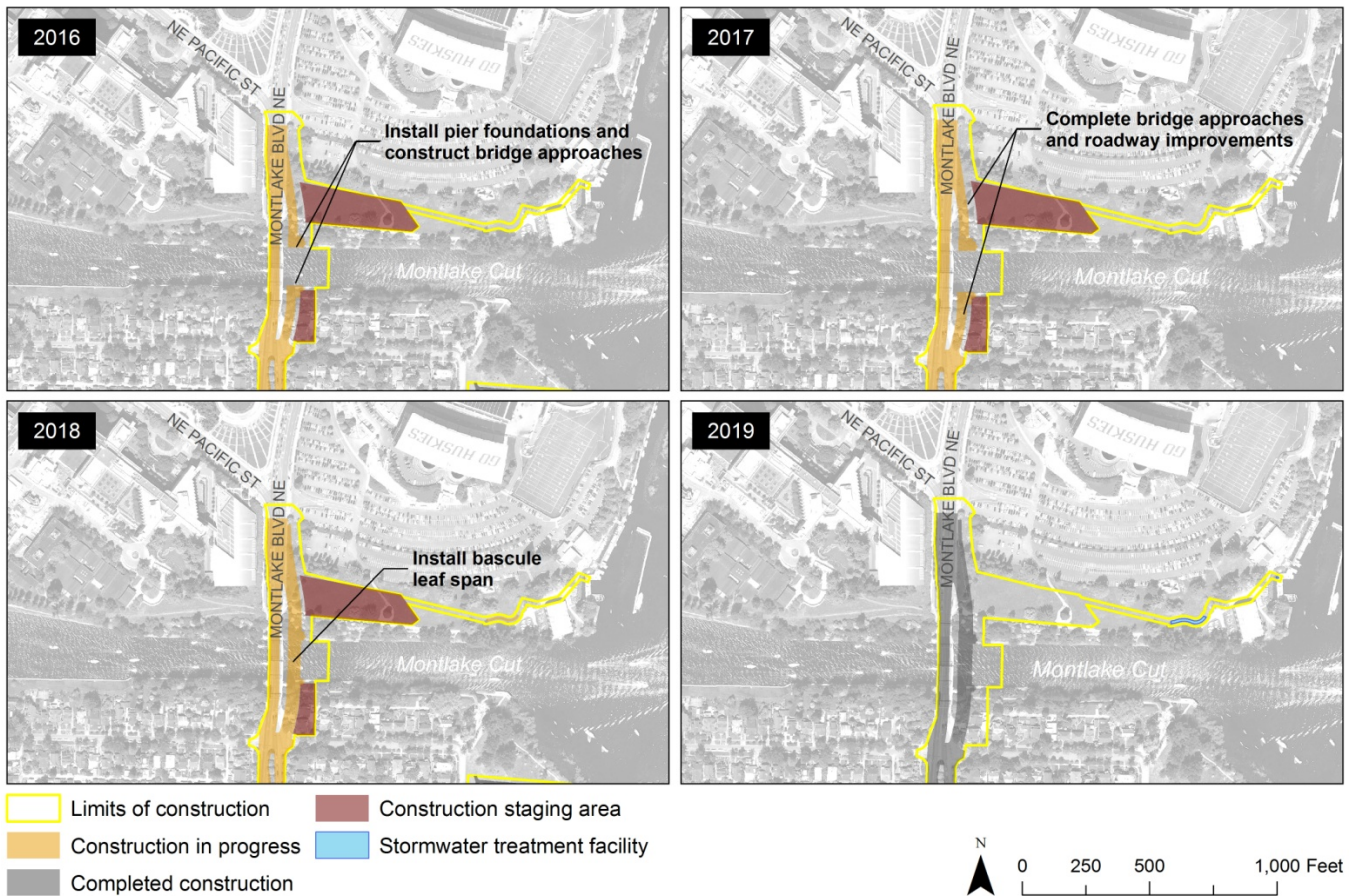 2016
NE PACIFIC ST
MONTLAKE BLVD NE
GO HUSKIES
Install pier foundations and
construct bridge approaches
Montlake Cut
2017
NE PACIFIC ST
MONTLAKE BLVD NE
GO HUSKIES
Complete bridge approaches
and roadway improvements
Montlake Cut
2018
NE PACIFIC ST
MONTLAKE BLVD NE
GO HUSKIES
Install bascule
leaf span
Montlake Cut
2019
NE PACIFIC ST
MONTLAKE BLVD NE
GO HUSKIES
Montlake Cut
Limits of construction
Construction in progress
Completed construction
Construction staging area
Stormwater treatment facility
N
0 250 500 1,000 Feet